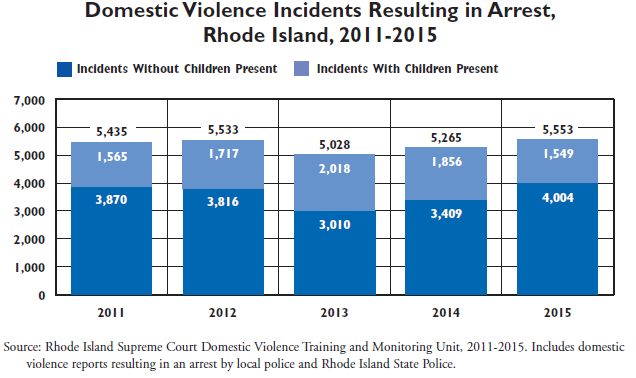 Domestic Violence Incidents Resulting in Arrest,
Rhode Island, 2011-2015
Incidents Without Children Present Incidents With Children Present
7,000
6,000
5,000
4,000
3,000
2,000
1,000
0
5,435 5,533 5,028 5,265 5,553
1,565 1,717 2,018 1,856 1,549
3,870 3,816 3,010 3,409 4,004
2011 2012 2013 2014 2015
Source: Rhode Island Supreme Court Domestic Violence Training and Monitoring Unit, 2011-2015. Includes domestic
violence reports resulting in an arrest by local police and Rhode Island State Police.